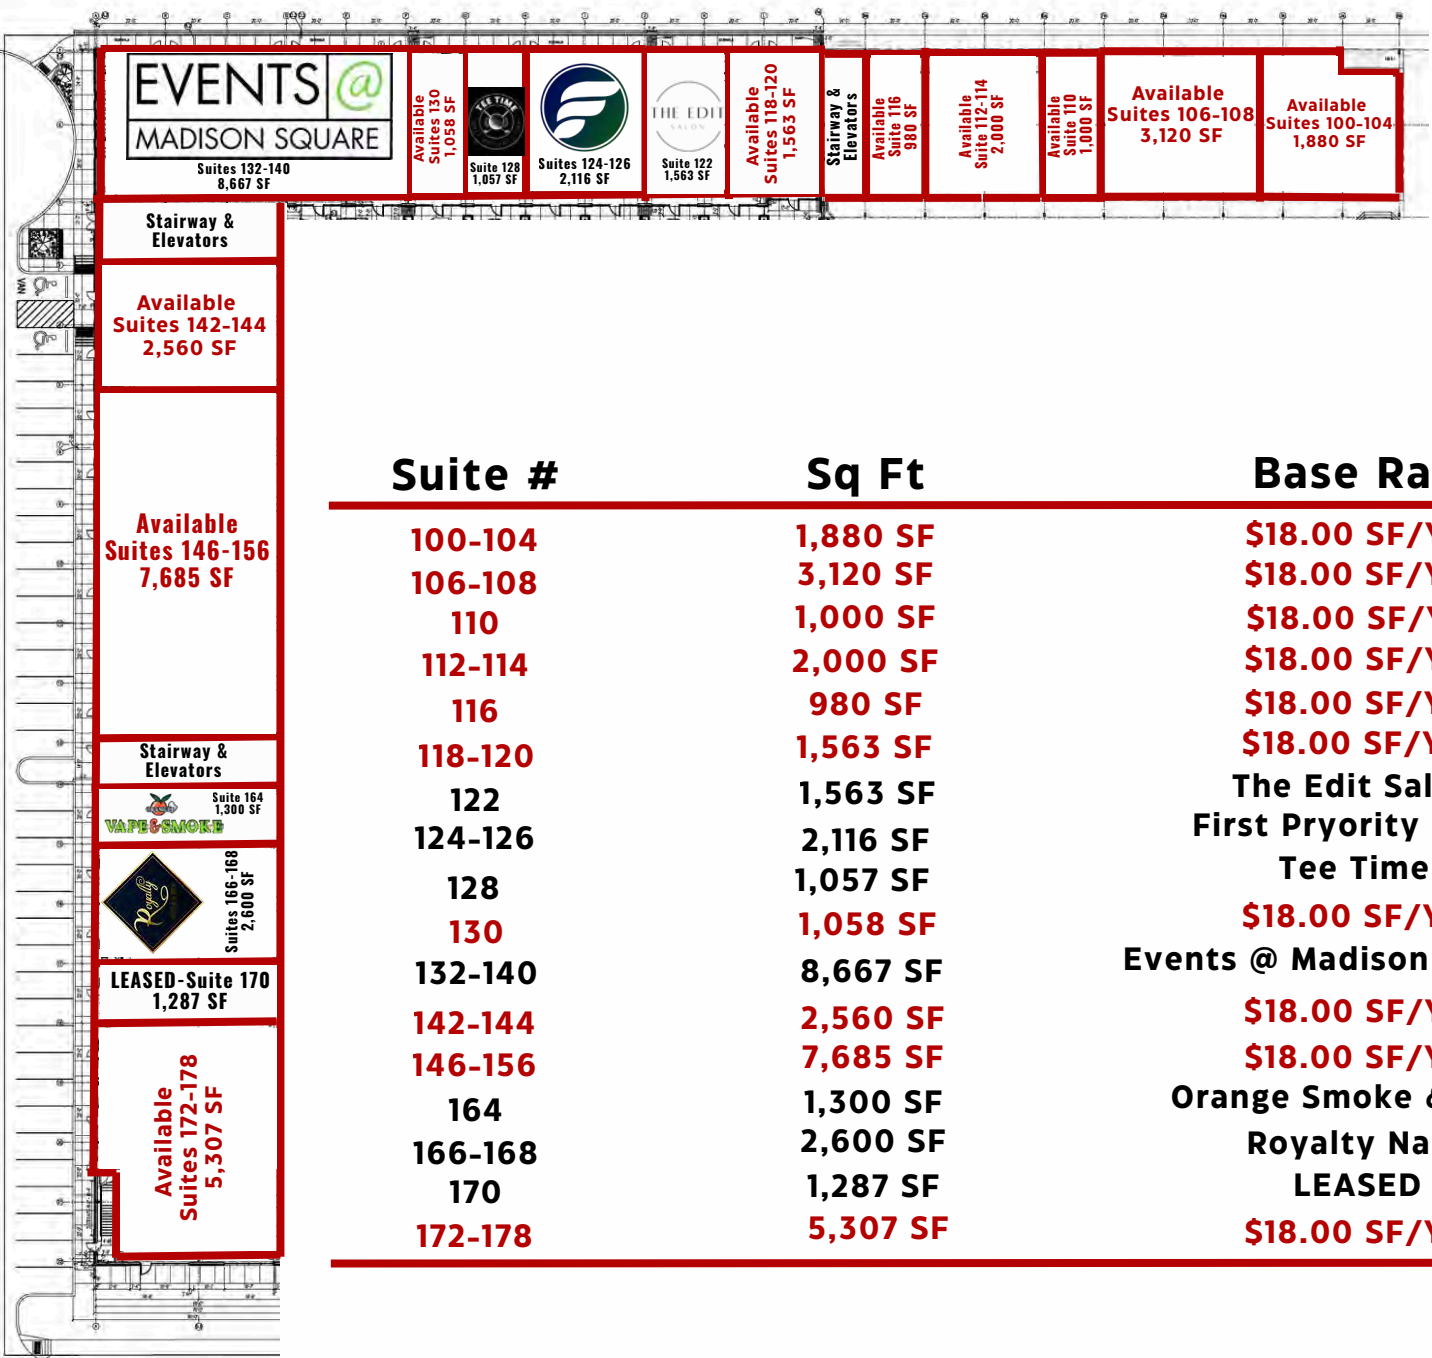 EVENTS @
MADISON SQUARE
Suites 132-140
8,667 SF
Available
Suites 130
1,058 SF
TEE TIME
Suite 128
1,057 SF
Suites 124-126
2,116 SF
THE EDIT
SALON
Suite 122
1,563 SF
Available
Suites 118-120
1,563 SF
Stairway &
Elevators
Available
Suite 116
980 SF
Available
Suite 112-114
2,000 SF
Available
Suite 110
1,000 SF
Available
Suites 106-108
3,120 SF
Available
Suites 100-104
1,880 SF
Stairway &
Elevators
VAN
Available
Suites 142-144
2,560 SF
Available
Suites 146-156
7,685 SF
Stairway &
Elevators
Suite 164
1,300 SF
VAPE&SMOKE
Royalty
Suites 166-168
2,600 SF
LEASED-Suite 170
1,287 SF
Available
Suites 172-178
5,307 SF
Suite # Sq Ft Base Ra
100-104 1,880 SF $18.00 SF/Y
106-108 3,120 SF $18.00 SF/Y
110 1,000 SF $18.00 SF/Y
112-114 2,000 SF $18.00 SF/Y
116 980 SF $18.00 SF/Y
118-120 1,563 SF $18.00 SF/Y
122 1,563 SF The Edit Sal
124-126 2,116 SF First Pryority
128 1,057 SF Tee Time
130 1,058 SF $18.00 SF/Y
132-140 8,667 SF Events @ Madison
142-144 2,560 SF $18.00 SF/Y
146-156 7,685 SF $18.00 SF/Y
164 1,300 SF Orange Smoke &
166-168 2,600 SF Royalty Na
170 1,287 SF LEASED
172-178 5,307 SF $18.00 SF/Y